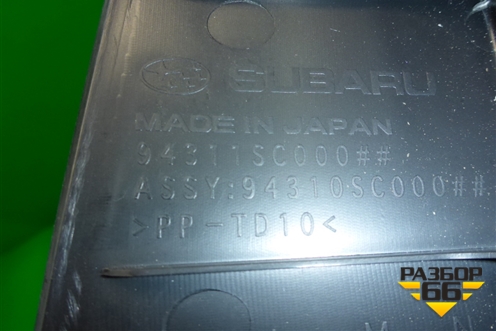 SUBARU
MADE IN JAPAN
94311SC000##
ASSY:94310SC000##
>PP-TD10<
РАЗБОР
66